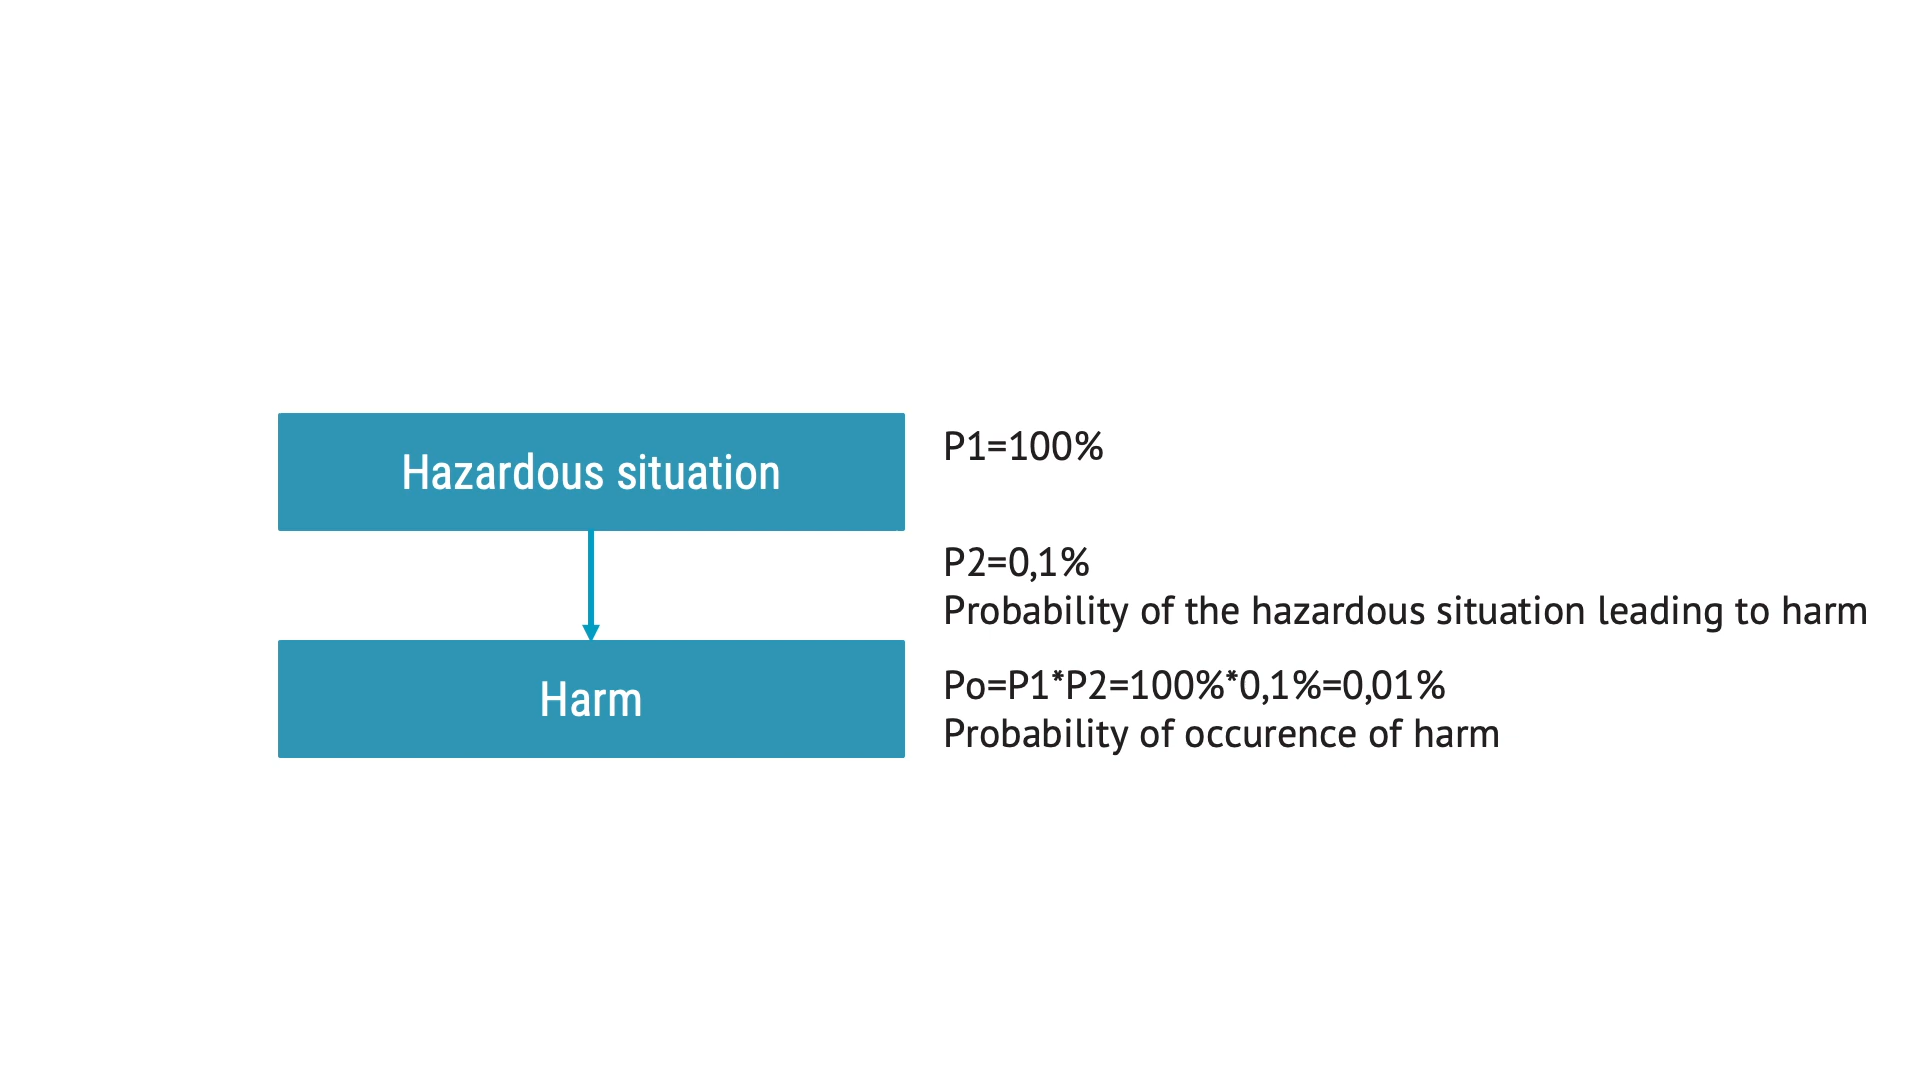 Hazardous situation
P1=100%
P2=0,1%
Probability of the hazardous situation leading to harm
Harm
Po=P1*P2=100%*0,1%=0,01%
Probability of occurence of harm